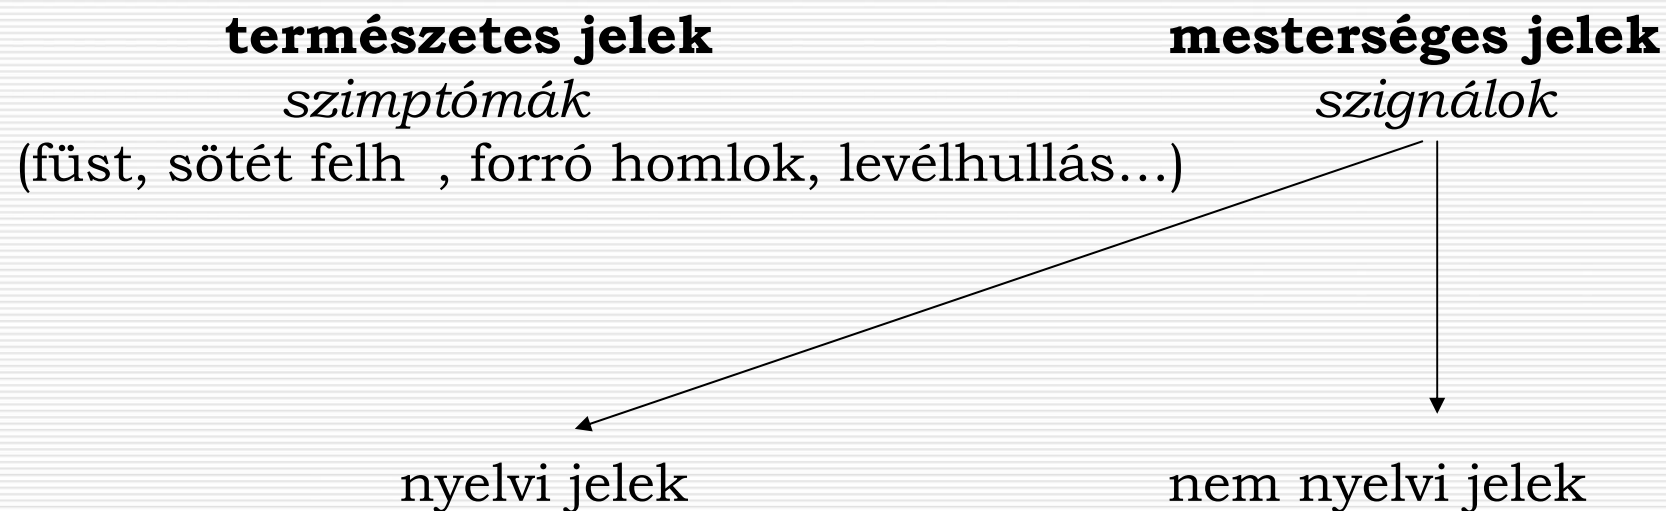 természetes jelek
mesterséges jelek
szimptómák
szignálok
(füst, sötét felh , forró homlok, levélhullás…)
nyelvi jelek
nem nyelvi jelek